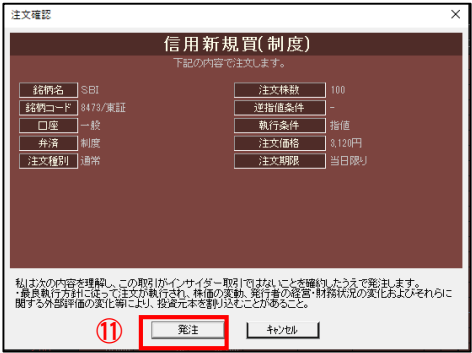 注文確認
×
信用新規買(制度)
下記の内容で注文します。
銘柄名 SBI 注文株数 100
銘柄コード 8473/東証 逆指値条件 -
口座 一般 執行条件 指値
弁済 制度 注文価格 3,120円
注文種別 通常 注文期限 当日限り
私は次の内容を理解し、この取引がインサイダー取引ではないことを確約したうえで発注します。
・最良執行方針に従って注文が執行され、株価の変動、発行者の経営・財務状況の変化およびそれらに
関する外部評価の変化等により、投資元本を割り込むことがあること。
⑪ 発注 キャンセル